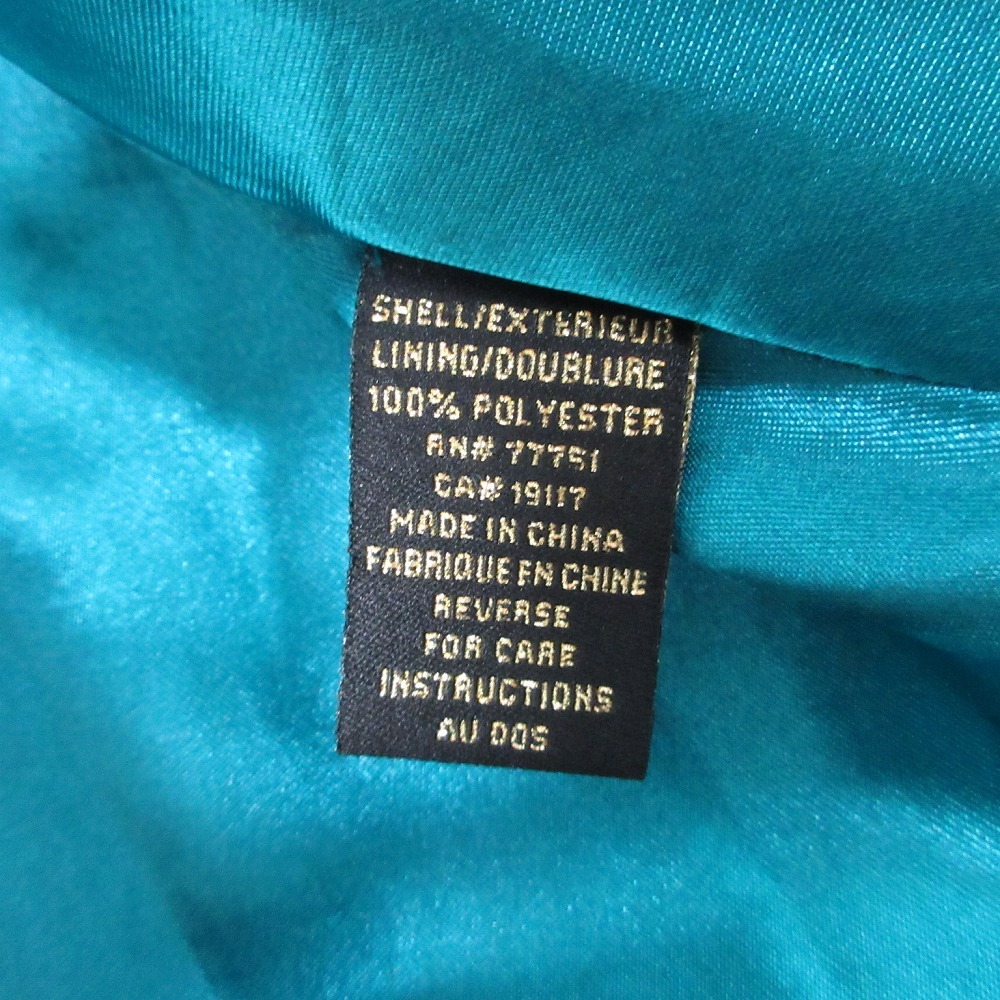 SHELL/EXTERIEUR
LINING/DOUBLURE
100% POLYESTER
RN# 77751
CA# 19117
MADE IN CHINA
FABRIQUE EN CHINE
REVERSE
FOR CARE
INSTRUCTIONS
AU DOS